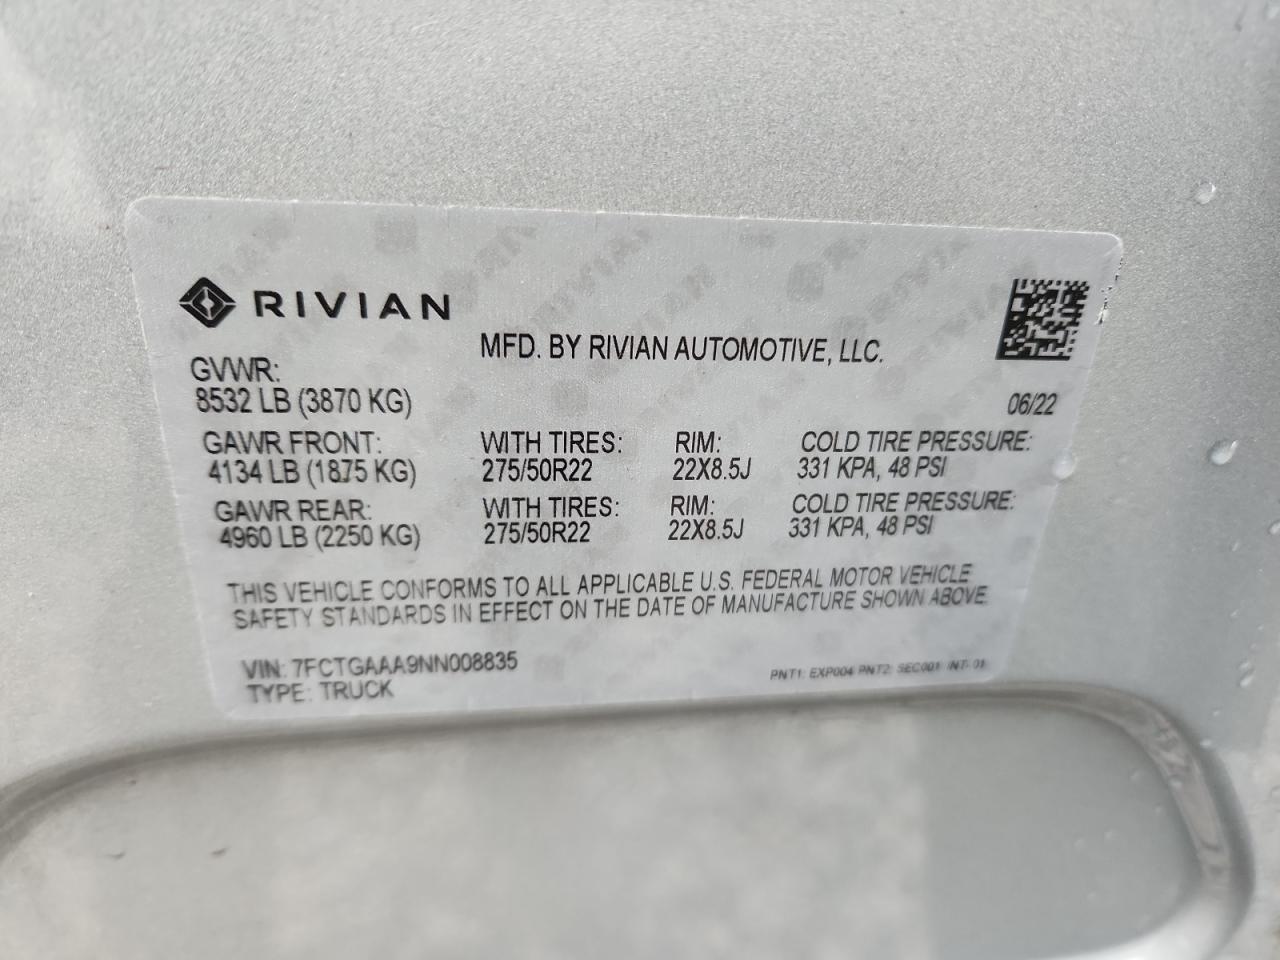 RIVIAN
MFD. BY RIVIAN AUTOMOTIVE, LLC.
GVWR:
8532 LB (3870 KG)
06/22
GAWR FRONT: WITH TIRES: RIM: COLD TIRE PRESSURE:
4134 LB (1875 KG) 275/50R22 22X8.5J 331 KPA, 48 PSI
GAWR REAR: WITH TIRES: RIM: COLD TIRE PRESSURE:
4960 LB (2250 KG) 275/50R22 22X8.5J 331 KPA, 48 PSI
THIS VEHICLE CONFORMS TO ALL APPLICABLE U.S. FEDERAL MOTOR VEHICLE
SAFETY STANDARDS IN EFFECT ON THE DATE OF MANUFACTURE SHOWN ABOVE.
VIN: 7FCTGAAA9NN008835
PNT1: EXP004 PNT2: SEC001 INT: 01
TYPE: TRUCK